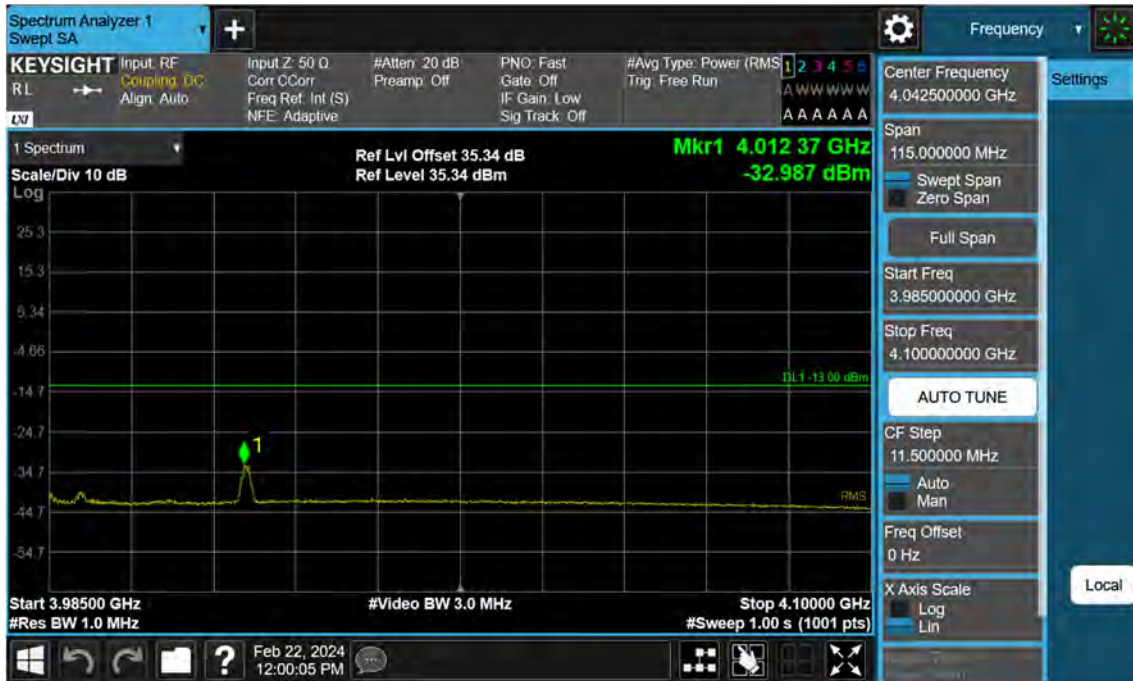 Spectrum Analyzer 1
Swept SA
Frequency
KEYSIGHT
RL
LXI
Input: RF
Coupling: DC
Align: Auto
Input Z: 50 Ω
Corr CCorr
Freq Ref: Int (S)
NFE: Adaptive
#Atten: 20 dB
Preamp: Off
PNO: Fast
Gate: Off
IF Gain: Low
Sig Track: Off
#Avg Type: Power (RMS
Trig: Free Run
1 2 3 4 5 6
A W W W W W
A A A A A A
1 Spectrum
Scale/Div 10 dB
Log
Ref Lvl Offset 35.34 dB
Ref Level 35.34 dBm
Mkr1 4.012 37 GHz
-32.987 dBm
25.3
15.3
5.34
-4.66
-14.7
-24.7
-34.7
-44.7
-54.7
DL1 -13.00 dBm
1
RMS
Start 3.98500 GHz
#Res BW 1.0 MHz
#Video BW 3.0 MHz
Stop 4.10000 GHz
#Sweep 1.00 s (1001 pts)
Feb 22, 2024
12:00:05 PM
Center Frequency
4.042500000 GHz
Span
115.000000 MHz
Swept Span
Zero Span
Full Span
Start Freq
3.985000000 GHz
Stop Freq
4.100000000 GHz
AUTO TUNE
CF Step
11.500000 MHz
Auto
Man
Freq Offset
0 Hz
X Axis Scale
Log
Lin
Settings
Local